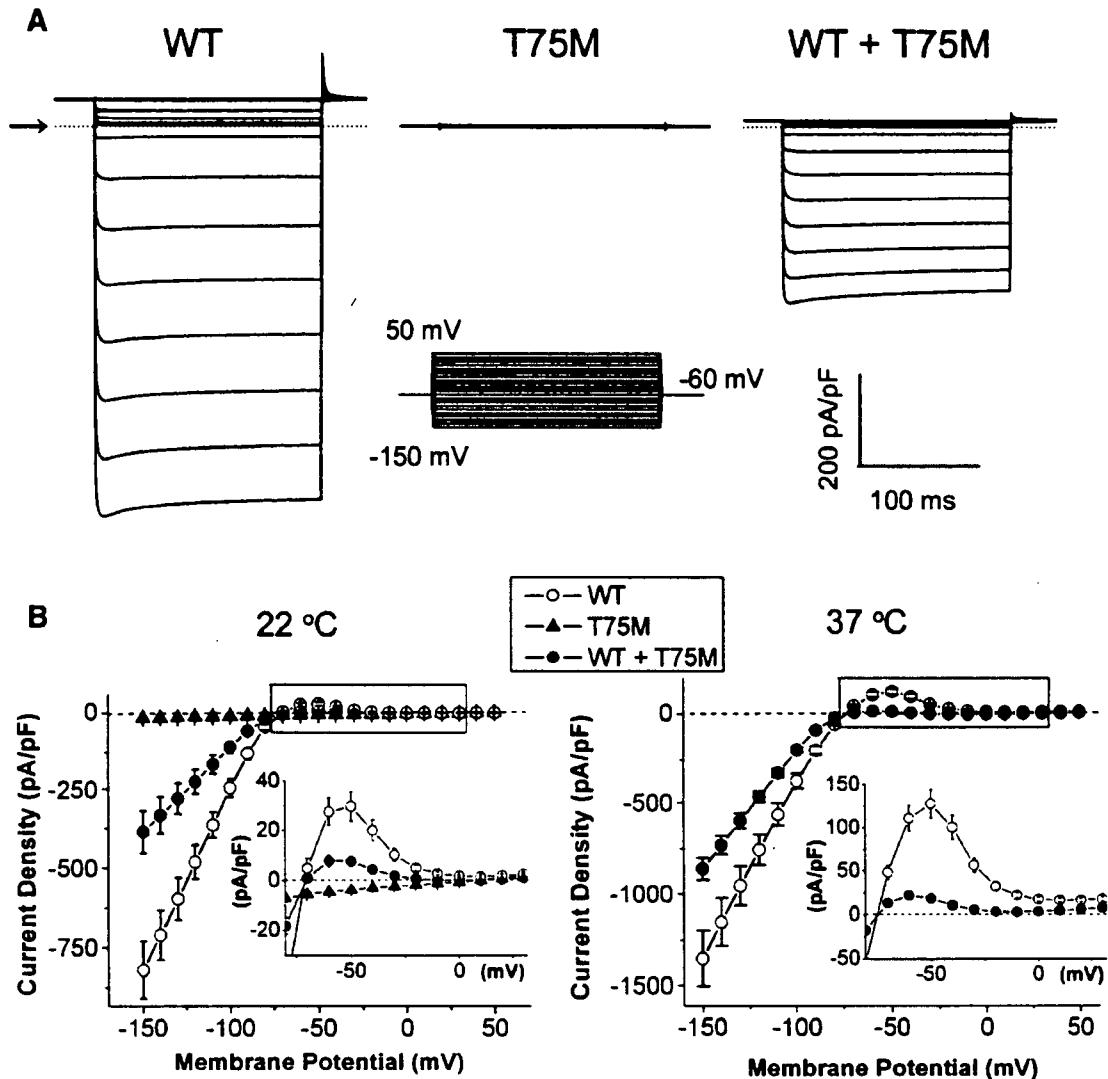 A
WT
T75M
WT + T75M
50 mV
-60 mV
-150 mV
200 pA/pF
100 ms
B
22 °C
WT
T75M
WT + T75M
37 °C
Current Density (pA/pF)
0
-250
-500
-750
-150
-100
-50
0
50
Membrane Potential (mV)
(pA/pF)
40
20
0
-20
-50
0
(mV)
Current Density (pA/pF)
0
-500
-1000
-1500
-150
-100
-50
0
50
Membrane Potential (mV)
(pA/pF)
150
100
50
0
-50
-50
0
(mV)